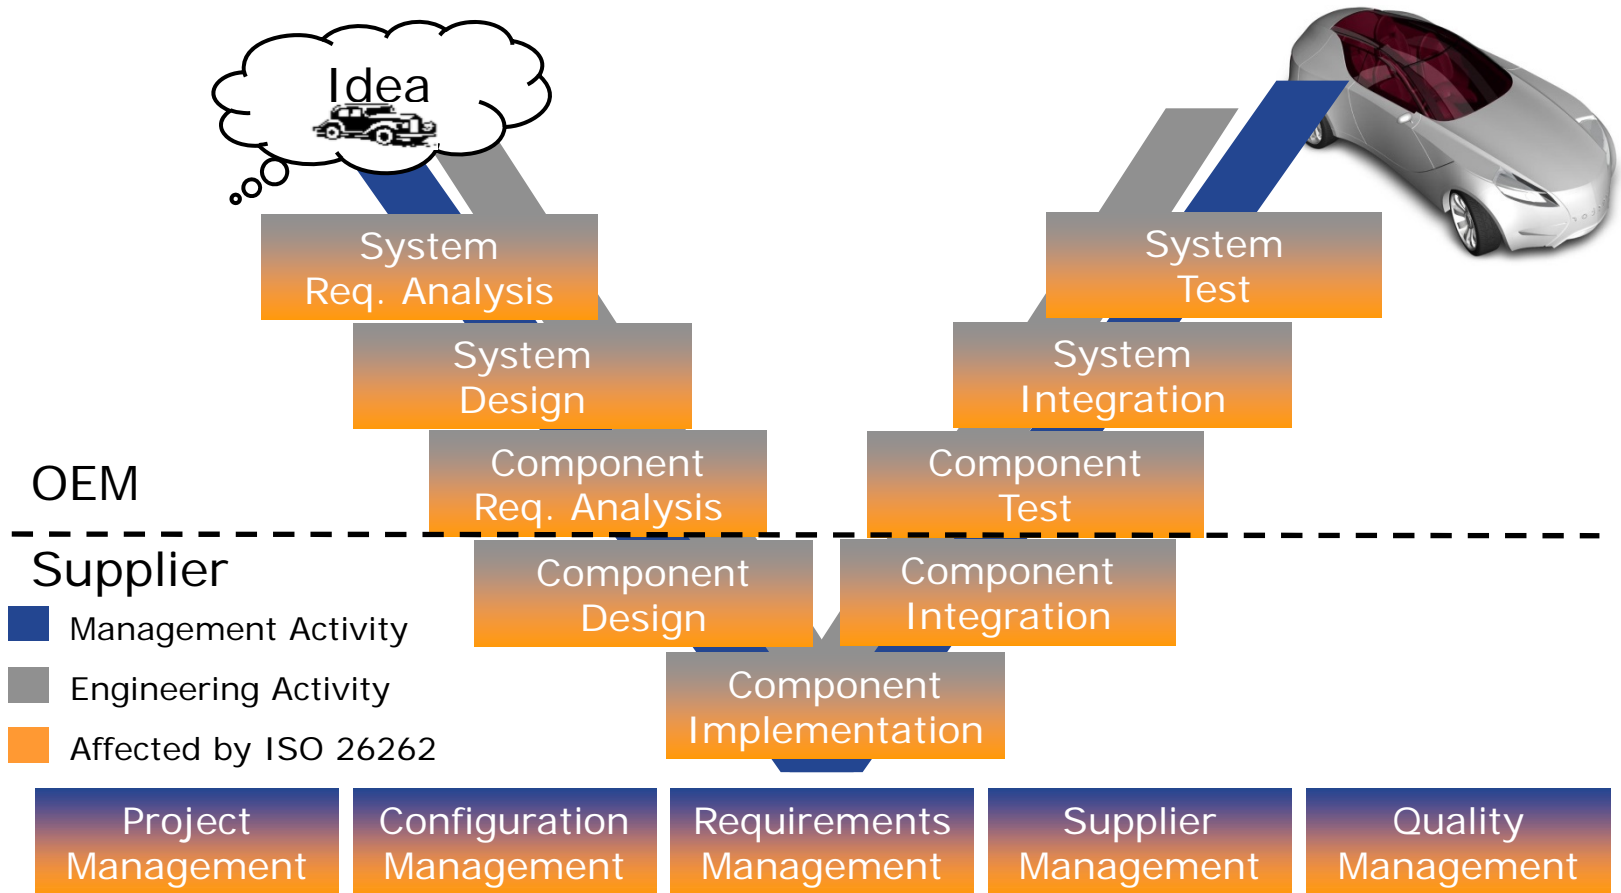 Idea
System
Req. Analysis
System
Test
System
Design
System
Integration
Component
Req. Analysis
Component
Test
OEM
Supplier
Component
Design
Component
Integration
Management Activity
Engineering Activity
Affected by ISO 26262
Component
Implementation
Project
Management
Configuration
Management
Requirements
Management
Supplier
Management
Quality
Management